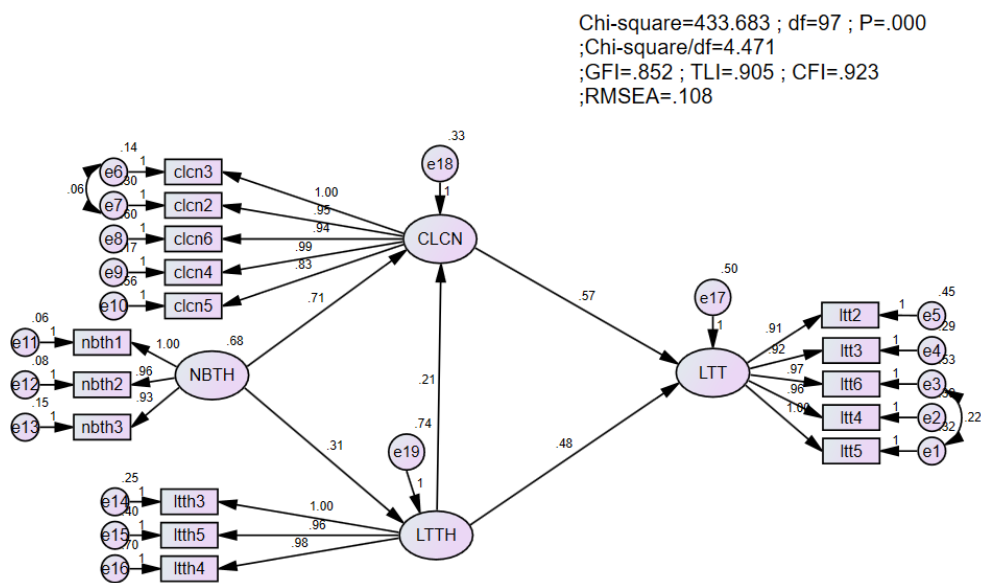 Chi-square=433.683 ; df=97 ; P=.000
;Chi-square/df=4.471
;GFI=.852 ; TLI=.905 ; CFI=.923
;RMSEA=.108
.33
e18
1
.14
e6
1
clcn3
.30
.06
e7
1
clcn2
.60
e8
1
clcn6
.17
e9
1
clcn4
.56
e10
1
clcn5
1.00
.95
.94
.99
.83
CLCN
.50
e17
1
.57
.71
.06
e11
1
nbth1
.08
e12
1
nbth2
.15
e13
1
nbth3
1.00
.96
.93
.68
NBTH
.21
.31
.74
e19
1
.48
LTT
.91
.92
.97
.96
1.00
.45
ltt2
1
e5
.29
ltt3
1
e4
.53
ltt6
1
e3
ltt4
1
e2
.22
.32
ltt5
1
e1
.25
e14
1
ltth3
.40
e15
1
ltth5
.70
e16
1
ltth4
1.00
.96
.98
LTTH